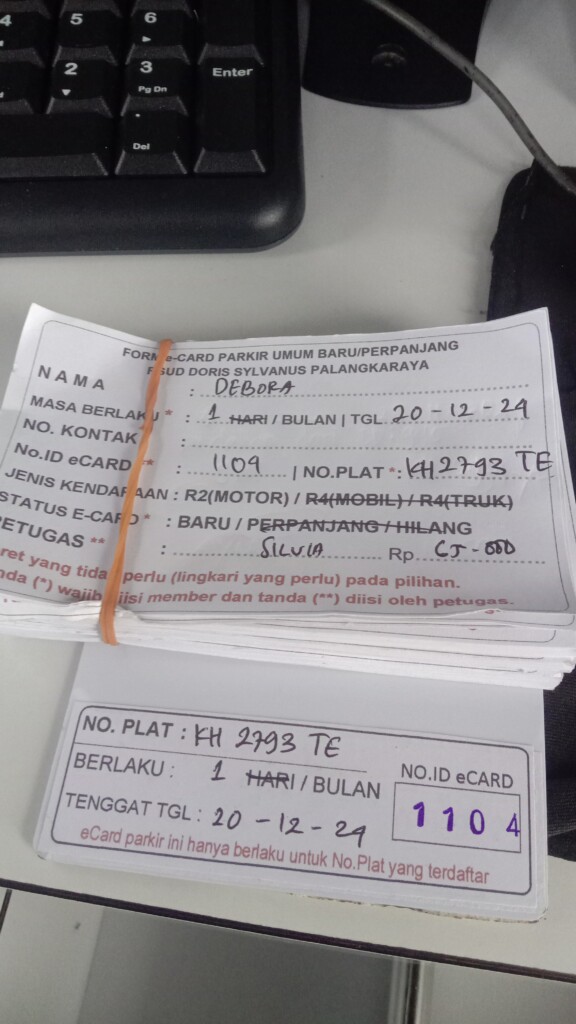 4
5
6
2
3
Pg Dn
Enter
Del
FORM e-CARD PARKIR UMUM BARU/PERPANJANG
RSUD DORIS SYLVANUS PALANGKARAYA
NAMA : DEBORA
MASA BERLAKU * : 1 HARI / BULAN | TGL 20-12-24
NO. KONTAK :
No.ID eCARD ** : 1109 | NO.PLAT * : KH 2793 TE
JENIS KENDARAAN : R2(MOTOR) / R4(MOBIL) / R4(TRUK)
STATUS E-CARD * : BARU / PERPANJANG / HILANG
PETUGAS ** : SILVIA Rp
ret yang tidak perlu (lingkari yang perlu) pada pilihan.
nda (*) wajib diisi member dan tanda (**) diisi oleh petugas.
NO. PLAT : KH 2793 TE
BERLAKU : 1 HARI / BULAN
NO.ID eCARD
TENGGAT TGL : 20-12-24
1104
eCard parkir ini hanya berlaku untuk No.Plat yang terdaftar